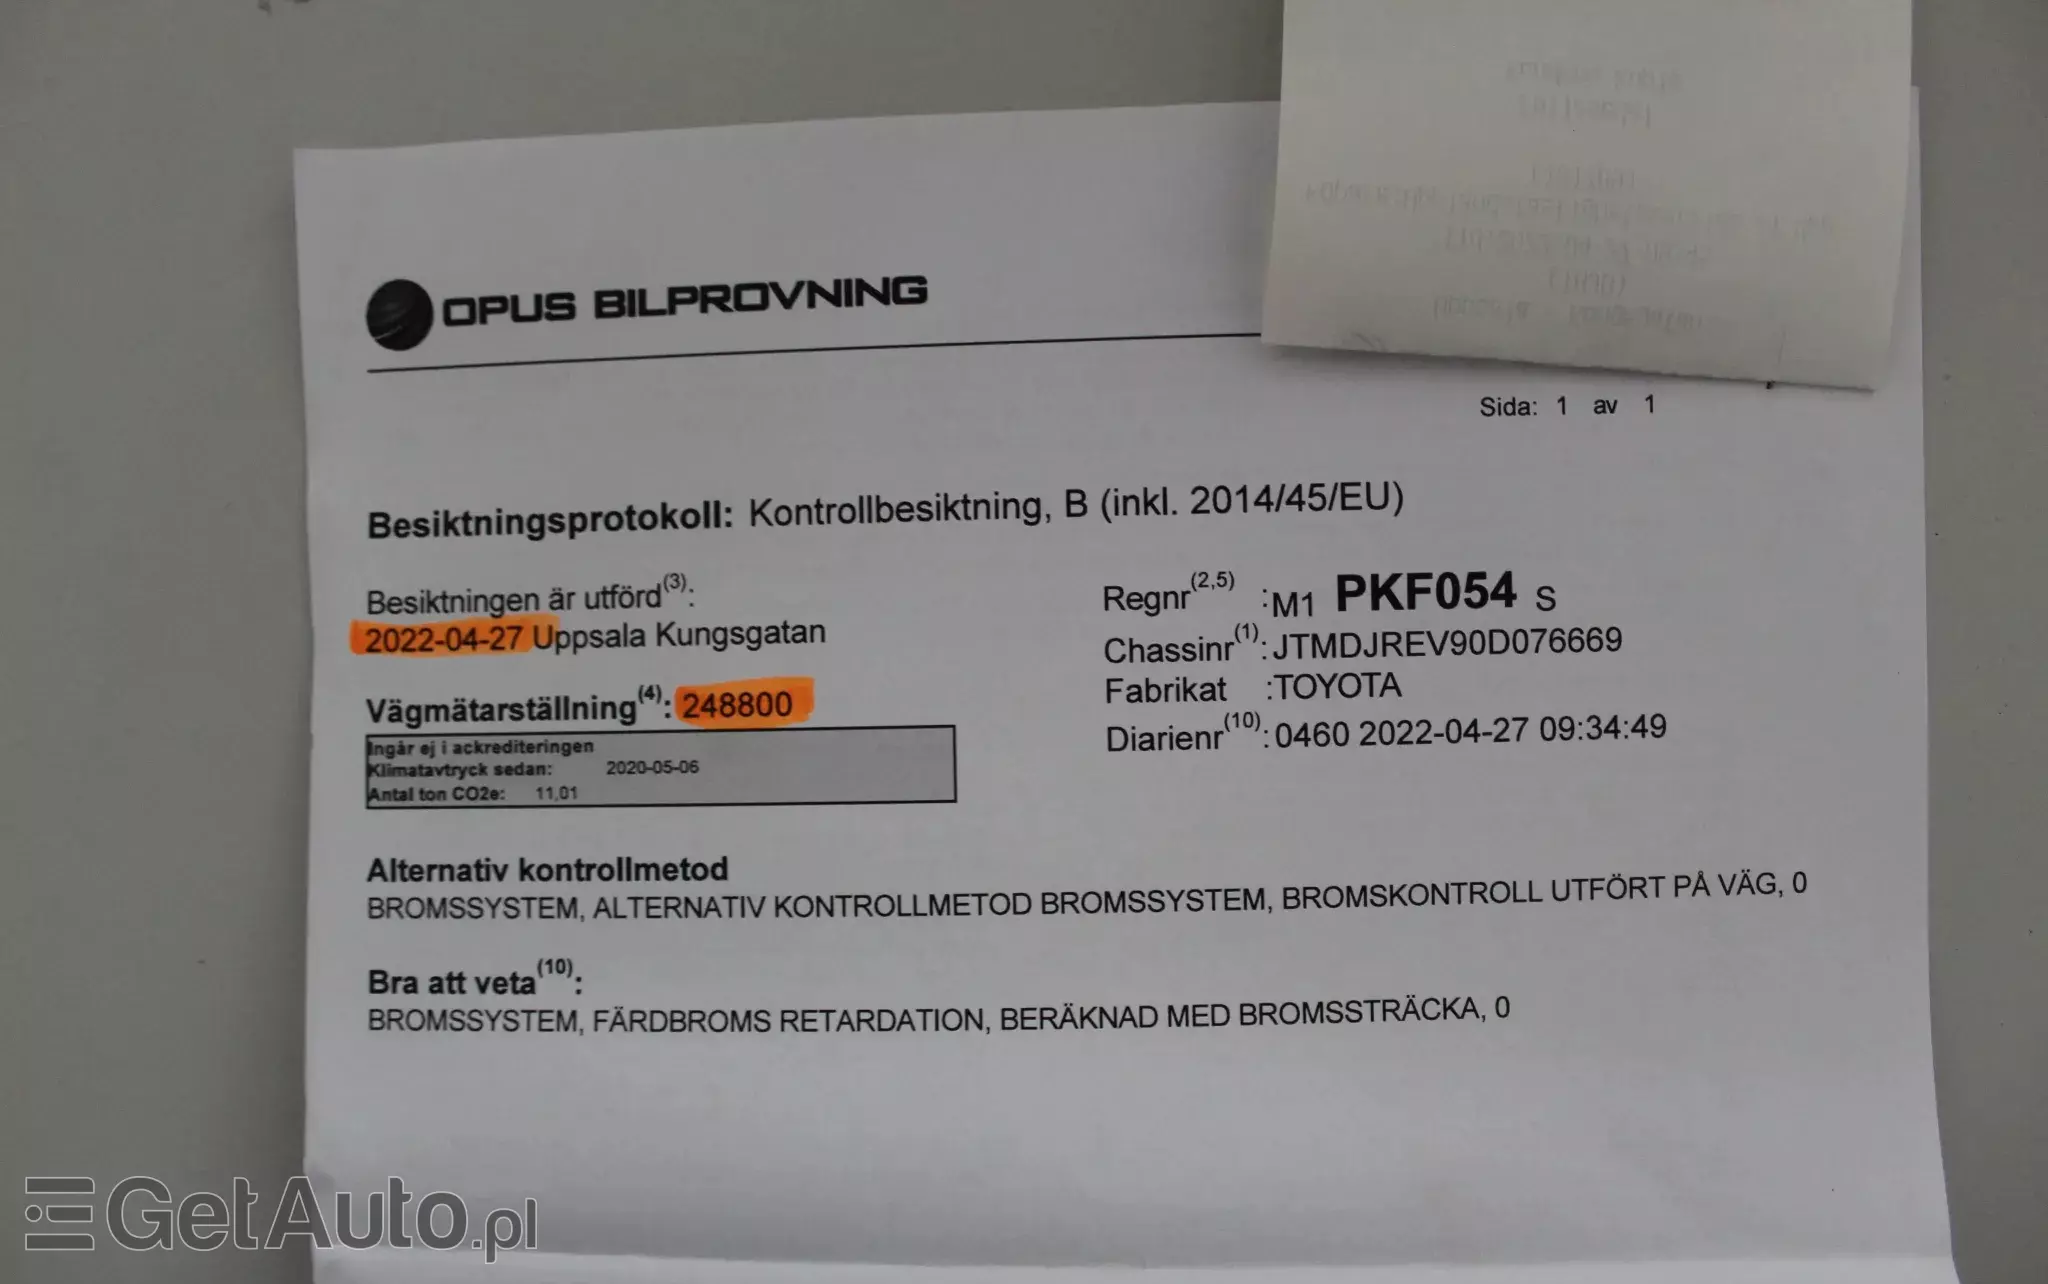 OPUS BILPROVNING
Sida: 1 av 1
Besiktningsprotokoll: Kontrollbesiktning, B (inkl. 2014/45/EU)
Besiktningen är utförd(3):
2022-04-27 Uppsala Kungsgatan
Vägmätarställning(4): 248800
Ingår ej i ackrediteringen
Klimatavtryck sedan: 2020-05-06
Antal ton CO2e: 11,01
Regnr(2,5) :M1 PKF054 S
Chassinr(1):JTMDJREV90D076669
Fabrikat :TOYOTA
Diarienr(10):0460 2022-04-27 09:34:49
Alternativ kontrollmetod
BROMSSYSTEM, ALTERNATIV KONTROLLMETOD BROMSSYSTEM, BROMSKONTROLL UTFÖRT PÅ VÄG, 0
Bra att veta(10):
BROMSSYSTEM, FÄRDBROMS RETARDATION, BERÄKNAD MED BROMSSTRÄCKA, 0
GetAuto.pl